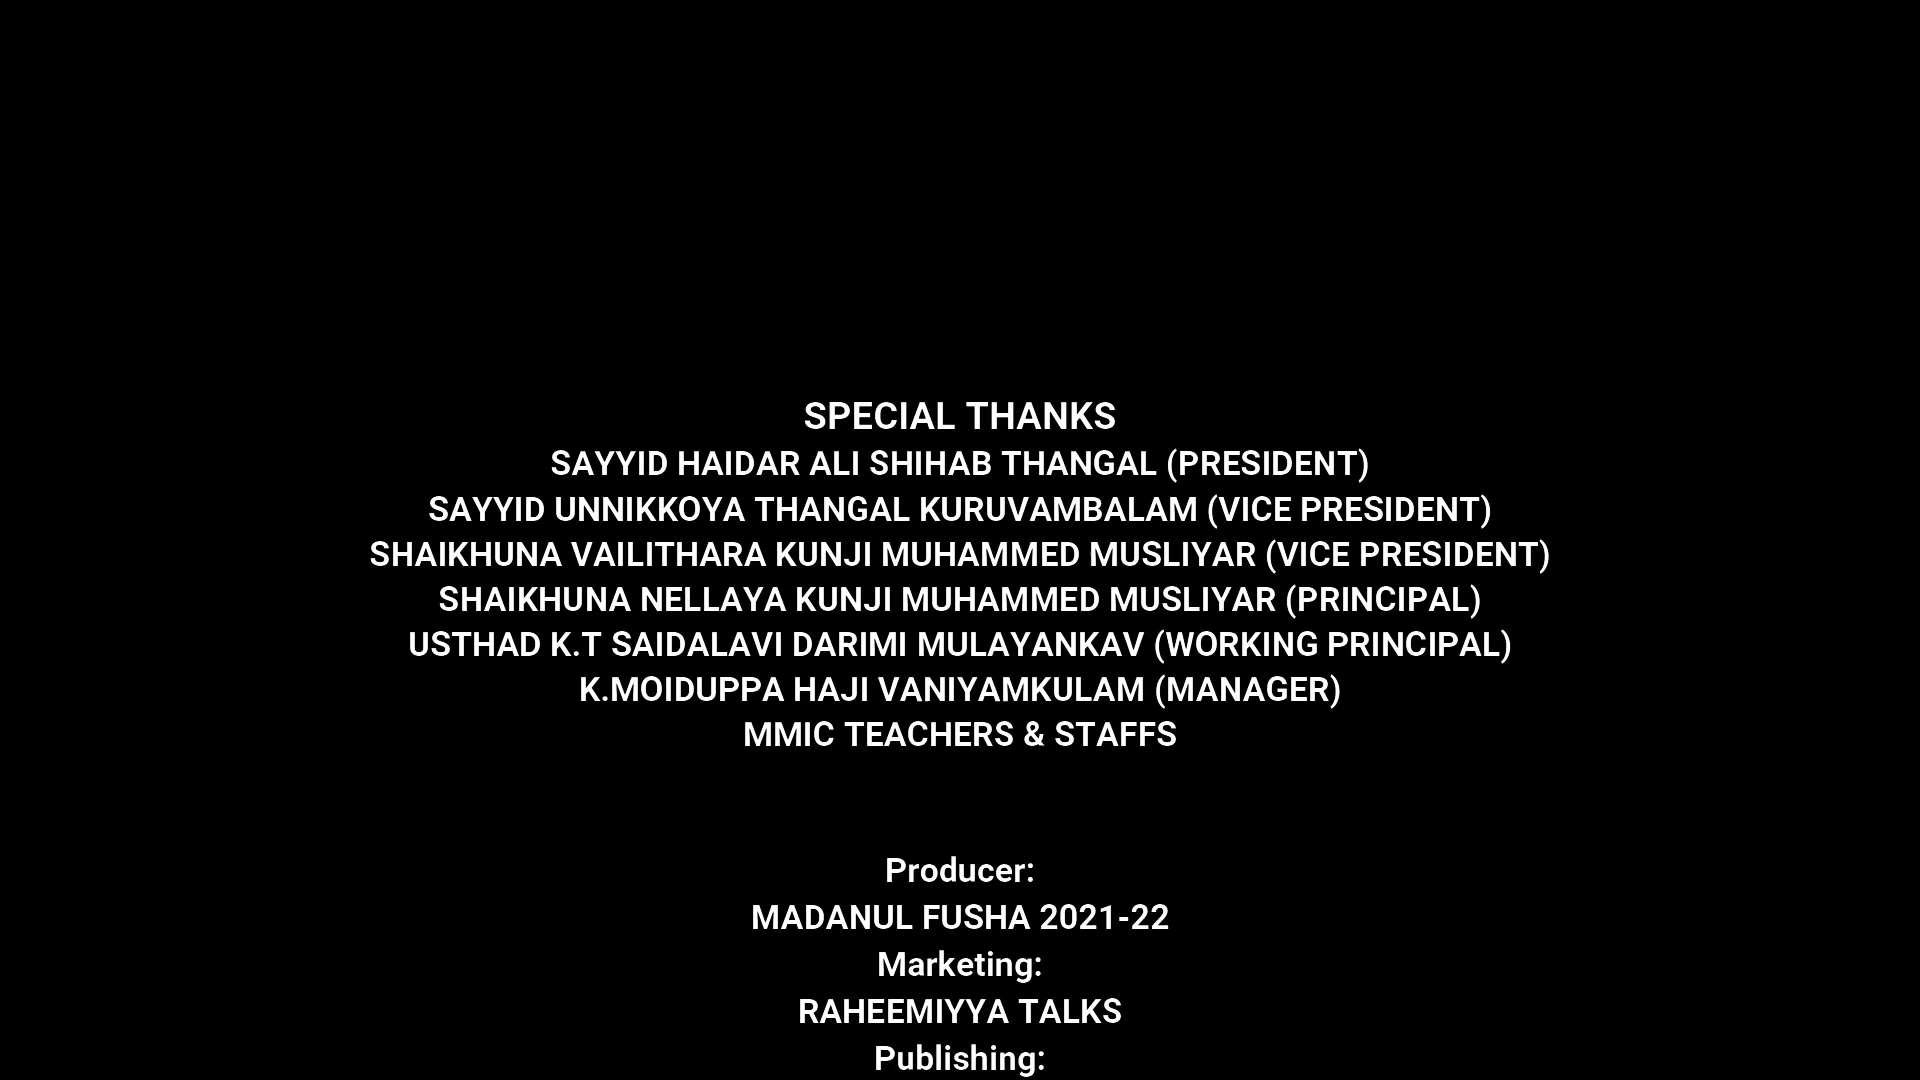 SPECIAL THANKS
SAYYID HAIDAR ALI SHIHAB THANGAL (PRESIDENT)
SAYYID UNNIKKOYA THANGAL KURUVAMBALAM (VICE PRESIDENT)
SHAIKHUNA VAILITHARA KUNJI MUHAMMED MUSLIYAR (VICE PRESIDENT)
SHAIKHUNA NELLAYA KUNJI MUHAMMED MUSLIYAR (PRINCIPAL)
USTHAD K.T SAIDALAVI DARIMI MULAYANKAV (WORKING PRINCIPAL)
K.MOIDUPPA HAJI VANIYAMKULAM (MANAGER)
MMIC TEACHERS & STAFFS
Producer:
MADANUL FUSHA 2021-22
Marketing:
RAHEEMIYYA TALKS
Publishing: